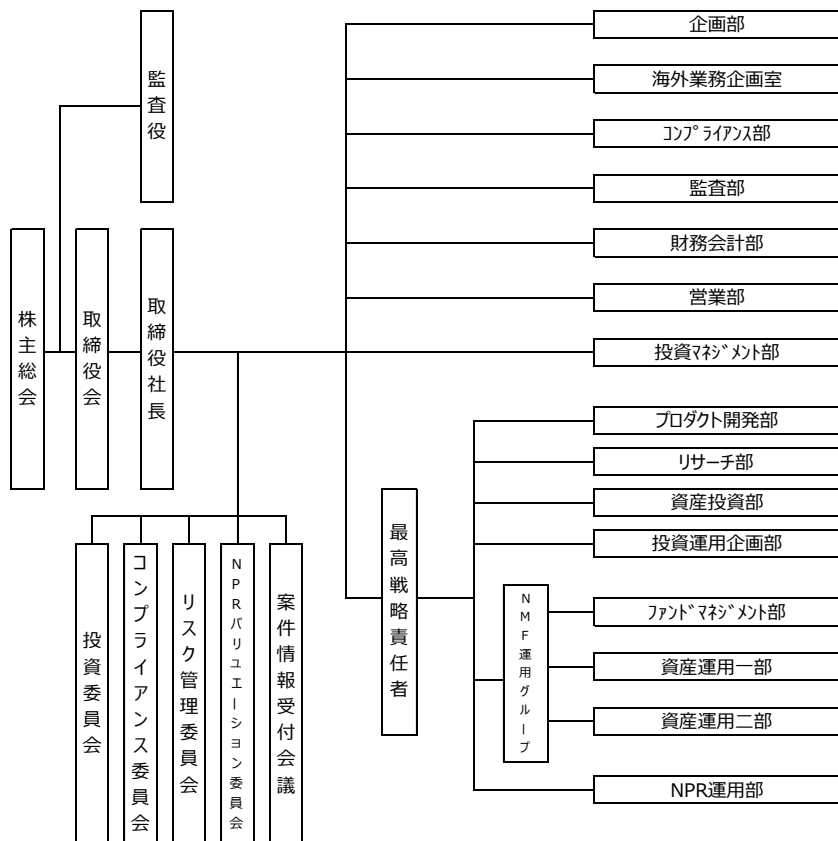 株主総会
取締役会
監査役
取締役社長
投資委員会
コンプライアンス委員会
リスク管理委員会
NPRバリュエーション委員会
案件情報受付会議
最高戦略責任者
NMF運用グループ
企画部
海外業務企画室
コンプライアンス部
監査部
財務会計部
営業部
投資マネジメント部
プロダクト開発部
リサーチ部
資産投資部
投資運用企画部
ファンドマネジメント部
資産運用一部
資産運用二部
NPR運用部